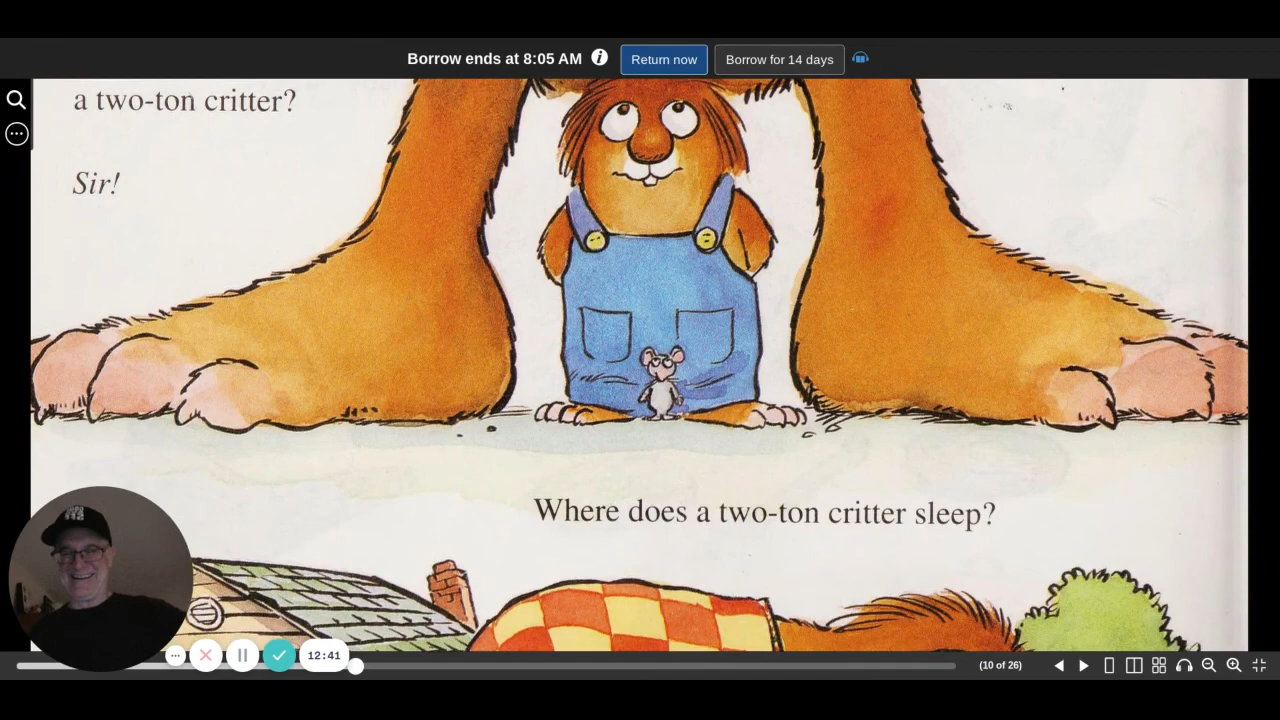 Borrow ends at 8:05 AM
Return now
Borrow for 14 days
a two-ton critter?
Sir!
Where does a two-ton critter sleep?
12:41
(10 of 26)